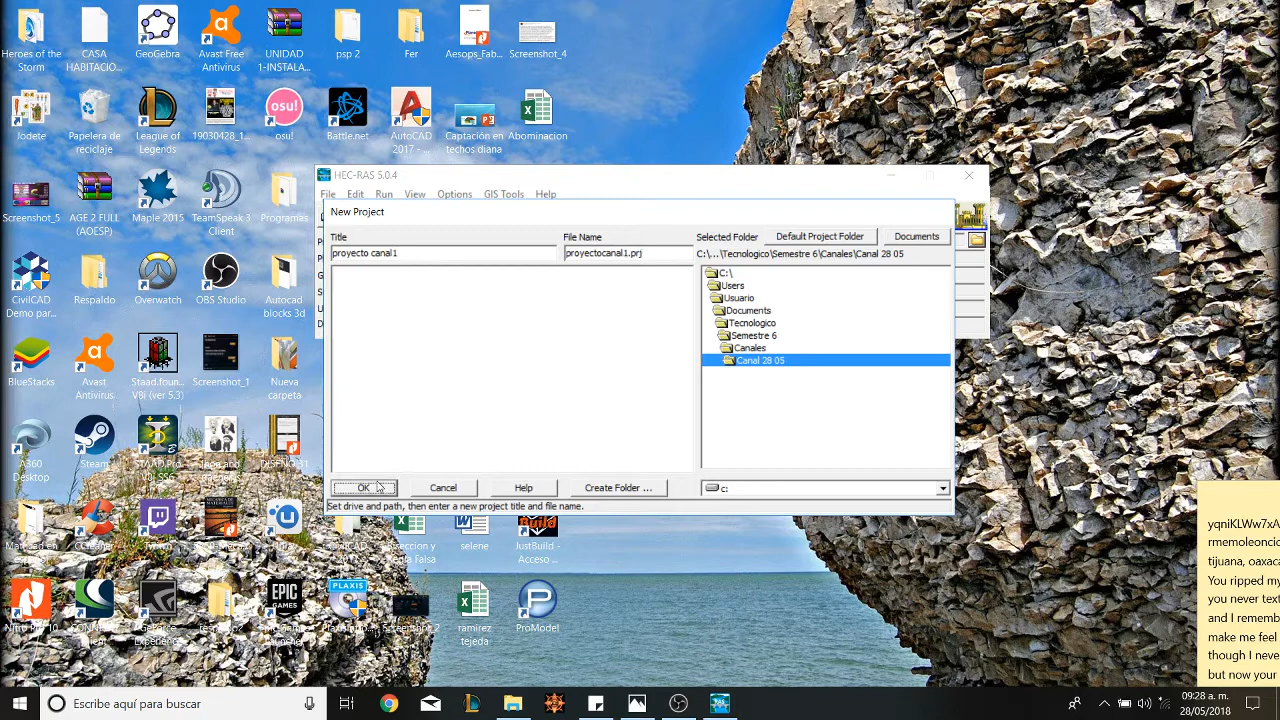 Heroes of the Storm
CASA HABITACIO...
GeoGebra
Avast Free Antivirus
UNIDAD 1-INSTALA...
psp 2
Fer
Aesops_Fab...
Screenshot_4
Jodete
Papelera de reciclaje
League of Legends
19030428_1...
osu!
osu!
Battle.net
AutoCAD 2017 - ...
Captación en techos diana
Abominacion
HEC-RAS 5.0.4
File Edit Run View Options GIS Tools Help
New Project
Title
File Name
Selected Folder
Default Project Folder
Documents
proyecto canal1
proyectocanal1.prj
C:\...\Tecnologico\Semestre 6\Canales\Canal 28 05
C:\
Users
Usuario
Documents
Tecnologico
Semestre 6
Canales
Canal 28 05
OK
Cancel
Help
Create Folder ...
c:
Set drive and path, then enter a new project title and file name.
Screenshot_5
AGE 2 FULL (AOESP)
Maple 2015
TeamSpeak 3 Client
Programas
CivilCAD Demo par...
Respaldo
Overwatch
OBS Studio
Autocad blocks 3d
BlueStacks
Avast Antivirus
Staad.foun... V8i (ver 5.3)
Screenshot_1
Nueva carpeta
A360 Desktop
Steam
CCleaner
selene
JustBuild - Acceso ...
Nitro Pro 10
EPIC GAMES
PLAXIS
ramirez tejeda
ProModel
tijuana, oaxaca
You ripped my
you never text
make me feel
though I neve
but now your
Escribe aquí para buscar
09:28 a. m.
28/05/2018